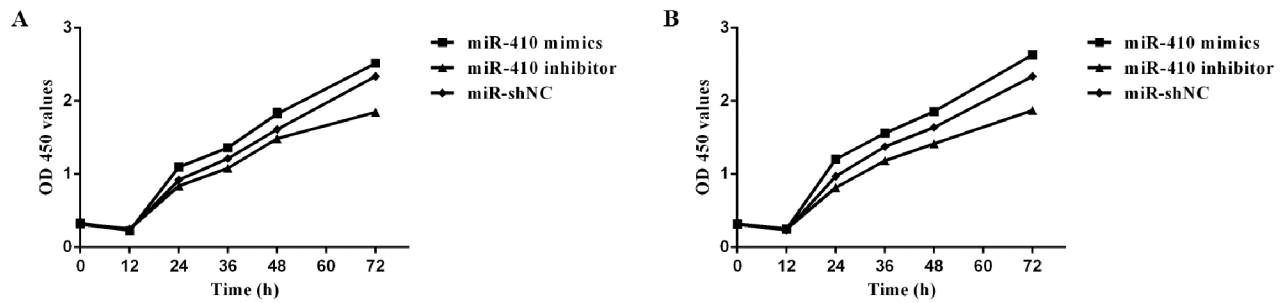 A
3
2
1
0
OD 450 values
0 12 24 36 48 60 72
Time (h)
miR-410 mimics
miR-410 inhibitor
miR-shNC
B
3
2
1
0
OD 450 values
0 12 24 36 48 60 72
Time (h)
miR-410 mimics
miR-410 inhibitor
miR-shNC